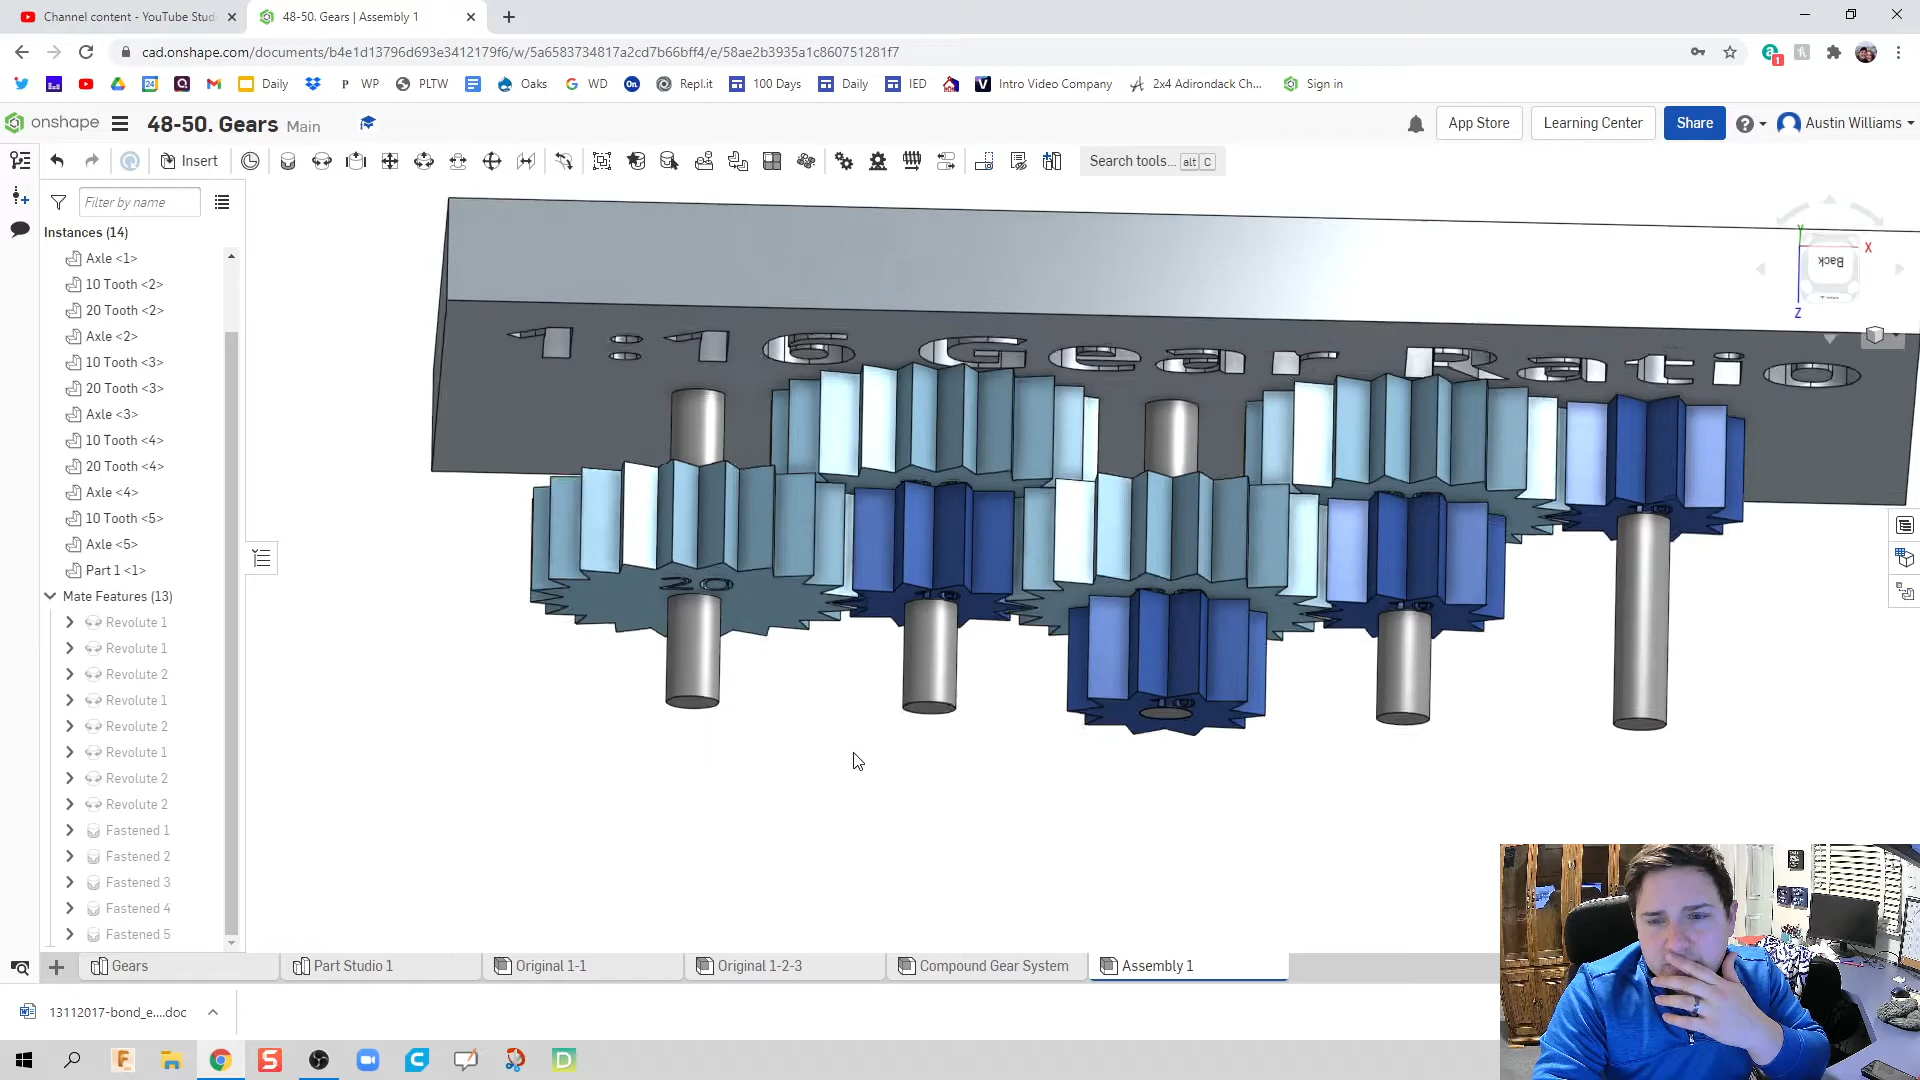 Channel content - YouTube Stud
48-50. Gears | Assembly 1
cad.onshape.com/documents/b4e1d13796d693e3412179f6/w/5a6583734817a2cd7b66bff4/e/58ae2b3935a1c860751281f7
1
24
Daily
P WP
PLTW
Oaks
G WD
On
Repl.it
100 Days
Daily
IED
V Intro Video Company
2x4 Adirondack Ch...
Sign in
onshape
48-50. Gears Main
App Store
Learning Center
Share
Austin Williams
Insert
Search tools... alt C
Filter by name
Instances (14)
Axle <1>
10 Tooth <2>
20 Tooth <2>
Axle <2>
10 Tooth <3>
20 Tooth <3>
Axle <3>
10 Tooth <4>
20 Tooth <4>
Axle <4>
10 Tooth <5>
Axle <5>
Part 1 <1>
Mate Features (13)
Revolute 1
Revolute 1
Revolute 2
Revolute 1
Revolute 2
Revolute 1
Revolute 2
Revolute 2
Fastened 1
Fastened 2
Fastened 3
Fastened 4
Fastened 5
1:16 Gear Ratio
20
Y
X
Back
Z
Gears
Part Studio 1
Original 1-1
Original 1-2-3
Compound Gear System
Assembly 1
13112017-bond_e....doc